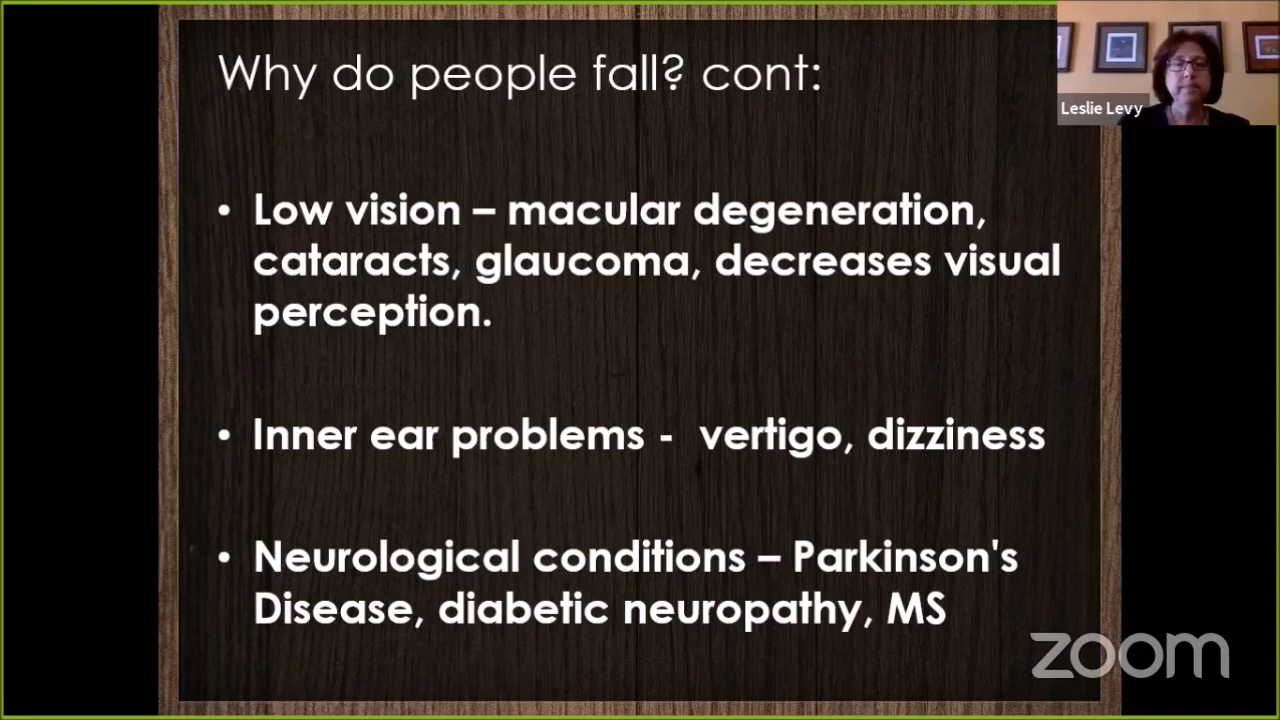 Why do people fall? cont:
Leslie Levy
• Low vision – macular degeneration,
cataracts, glaucoma, decreases visual
perception.
• Inner ear problems -  vertigo, dizziness
• Neurological conditions – Parkinson's
Disease, diabetic neuropathy, MS
zoom